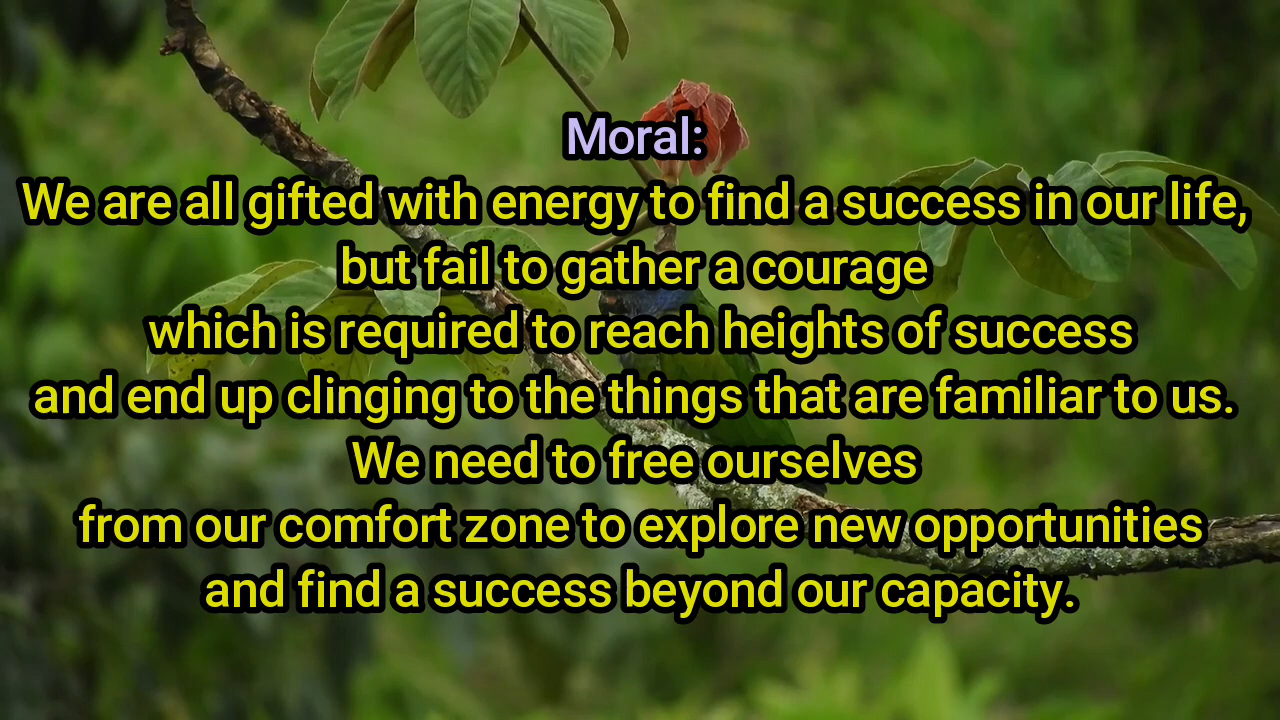 Moral:
We are all gifted with energy to find a success in our life,
but fail to gather a courage
which is required to reach heights of success
and end up clinging to the things that are familiar to us.
We need to free ourselves
from our comfort zone to explore new opportunities
and find a success beyond our capacity.